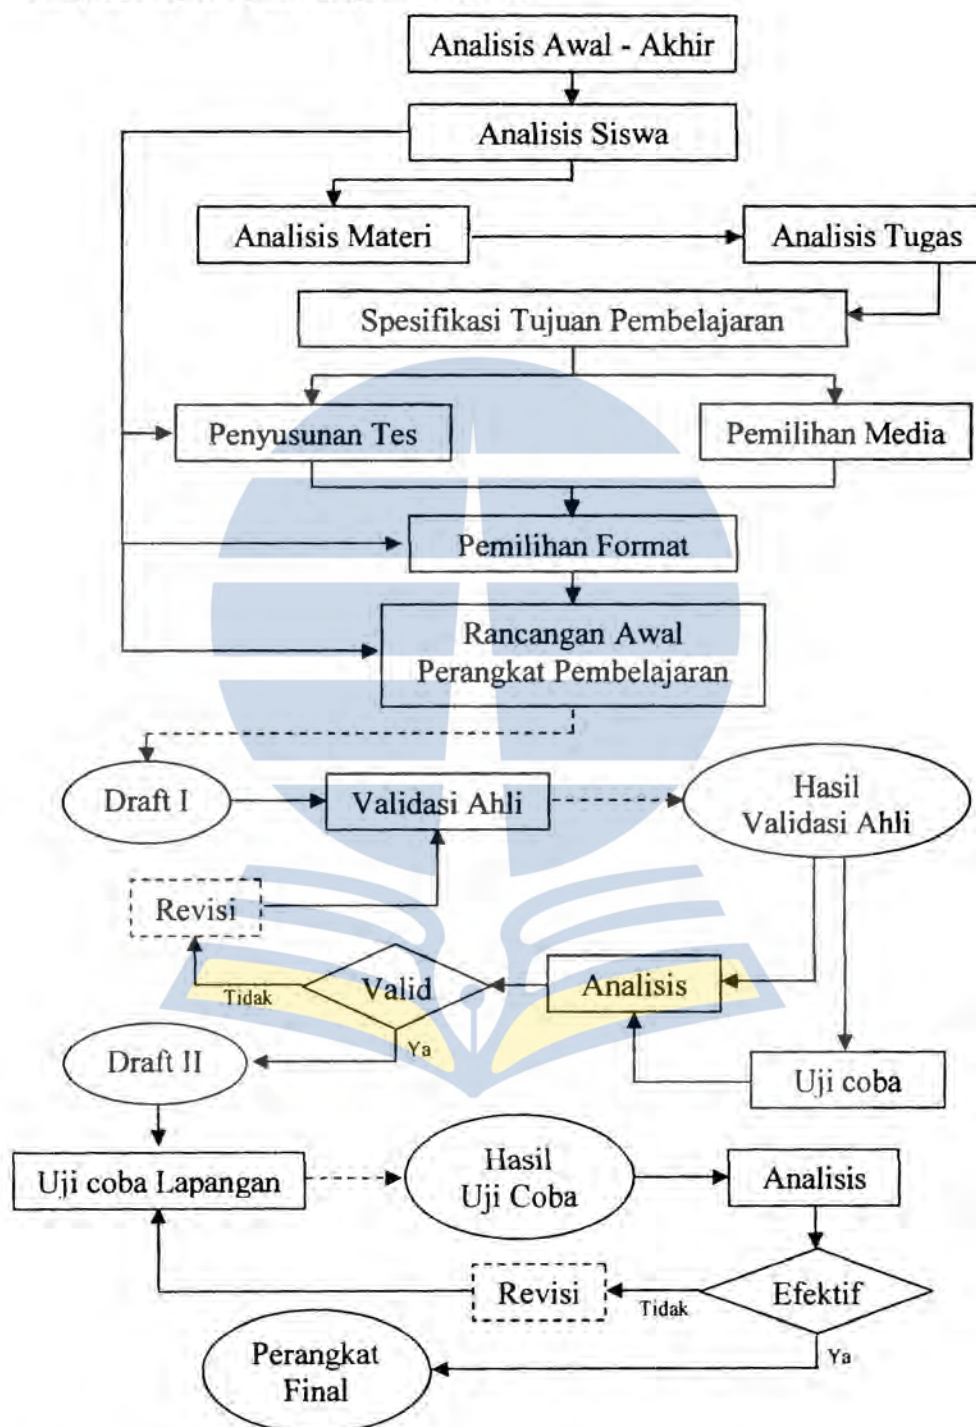 Analisis Awal - Akhir
Analisis Siswa
Analisis Materi
Analisis Tugas
Spesifikasi Tujuan Pembelajaran
Penyusunan Tes
Pemilihan Media
Pemilihan Format
Rancangan Awal
Perangkat Pembelajaran
Draft I
Validasi Ahli
Hasil
Validasi Ahli
Revisi
Tidak
Valid
Analisis
Ya
Draft II
Uji coba
Uji coba Lapangan
Hasil
Uji Coba
Analisis
Revisi
Tidak
Efektif
Ya
Perangkat
Final